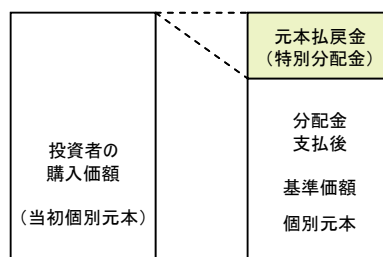 投資者の
購入価額
（当初個別元本）
元本払戻金
（特別分配金）
分配金
支払後
基準価額
個別元本